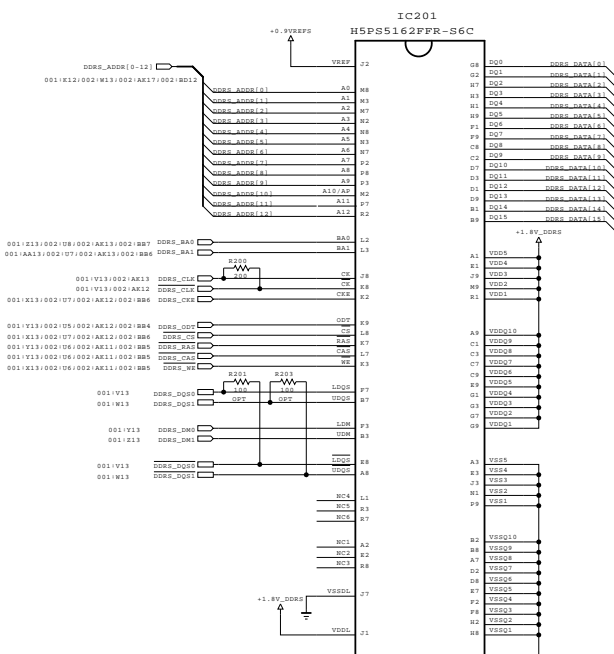 IC201
H5PS5162FFR-S6C
+0.9VREFS
VREF J2
DDRS_ADDR[0-12]
001:K12;002:W13;002:AK17;002:BD12
DDRS_ADDR[0] A0 M8
DDRS_ADDR[1] A1 M3
DDRS_ADDR[2] A2 M7
DDRS_ADDR[3] A3 N2
DDRS_ADDR[4] A4 N8
DDRS_ADDR[5] A5 N3
DDRS_ADDR[6] A6 N7
DDRS_ADDR[7] A7 P2
DDRS_ADDR[8] A8 P8
DDRS_ADDR[9] A9 P3
DDRS_ADDR[10] A10/AP M2
DDRS_ADDR[11] A11 P7
DDRS_ADDR[12] A12 R2
G8 DQ0 DDRS_DATA[0]
G2 DQ1 DDRS_DATA[1]
H7 DQ2 DDRS_DATA[2]
H3 DQ3 DDRS_DATA[3]
H1 DQ4 DDRS_DATA[4]
H9 DQ5 DDRS_DATA[5]
F1 DQ6 DDRS_DATA[6]
F9 DQ7 DDRS_DATA[7]
C8 DQ8 DDRS_DATA[8]
C2 DQ9 DDRS_DATA[9]
D7 DQ10 DDRS_DATA[10]
D3 DQ11 DDRS_DATA[11]
D1 DQ12 DDRS_DATA[12]
D9 DQ13 DDRS_DATA[13]
B1 DQ14 DDRS_DATA[14]
B9 DQ15 DDRS_DATA[15]
001:Z13;002:U8;002:AK13;002:BB7 DDRS_BA0 BA0 L2
001:AA13;002:U7;002:AK13;002:BB6 DDRS_BA1 BA1 L3
R200
200
001:V13;002:AK13 DDRS_CLK CK J8
001:V13;002:AK12 DDRS_CLK CK K8
001:X13;002:U7;002:AK12;002:BB6 DDRS_CKE CKE K2
001:Y13;002:U5;002:AK12;002:BB4 DDRS_ODT ODT K9
001:X13;002:U7;002:AK12;002:BB6 DDRS_CS CS L8
001:X13;002:U6;002:AK11;002:BB5 DDRS_RAS RAS K7
001:X13;002:U6;002:AK11;002:BB5 DDRS_CAS CAS L7
001:X13;002:U6;002:AK11;002:BB5 DDRS_WE WE K3
R201 R203
100 100
OPT OPT
001:V13 DDRS_DQS0 LDQS F7
001:W13 DDRS_DQS1 UDQS B7
001:Y13 DDRS_DM0 LDM F3
001:Z13 DDRS_DM1 UDM B3
001:V13 DDRS_DQS0 LDQS E8
001:W13 DDRS_DQS1 UDQS A8
NC4 L1
NC5 R3
NC6 R7
NC1 A2
NC2 E2
NC3 R8
VSSDL J7
+1.8V_DDRS
VDDL J1
+1.8V_DDRS
A1 VDD5
E1 VDD4
J9 VDD3
M9 VDD2
R1 VDD1
A9 VDDQ10
C1 VDDQ9
C3 VDDQ8
C7 VDDQ7
C9 VDDQ6
E9 VDDQ5
G1 VDDQ4
G3 VDDQ3
G7 VDDQ2
G9 VDDQ1
A3 VSS5
E3 VSS4
J3 VSS3
N1 VSS2
P9 VSS1
B2 VSSQ10
B8 VSSQ9
A7 VSSQ8
D2 VSSQ7
D8 VSSQ6
E7 VSSQ5
F2 VSSQ4
F8 VSSQ3
H2 VSSQ2
H8 VSSQ1